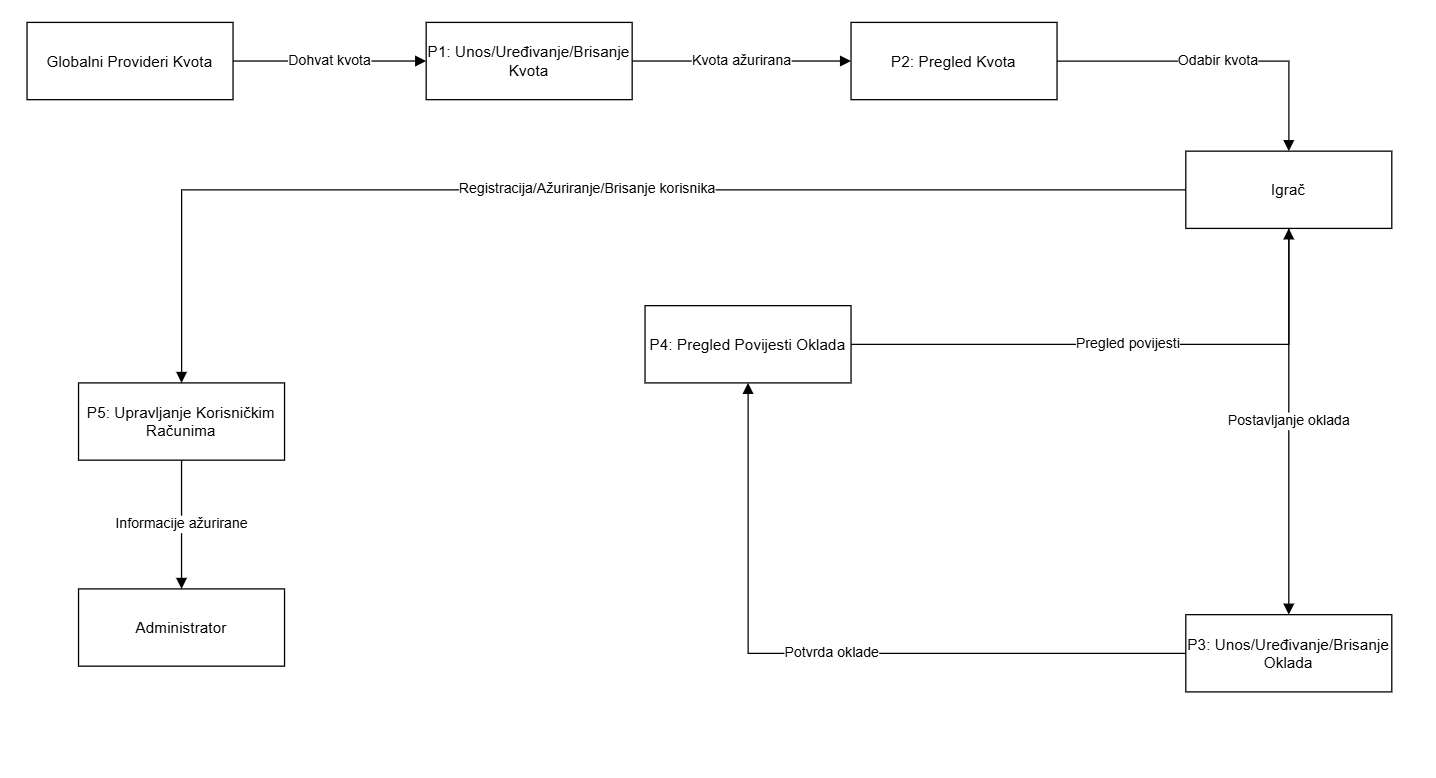 Globalni Provideri Kvota
Dohvat kvota
P1: Unos/Uređivanje/Brisanje
Kvota
Kvota ažurirana
P2: Pregled Kvota
Odabir kvota
Igrač
Registracija/Ažuriranje/Brisanje korisnika
P4: Pregled Povijesti Oklada
Pregled povijesti
P5: Upravljanje Korisničkim
Računima
Postavljanje oklada
Informacije ažurirane
Administrator
Potvrda oklade
P3: Unos/Uređivanje/Brisanje
Oklada